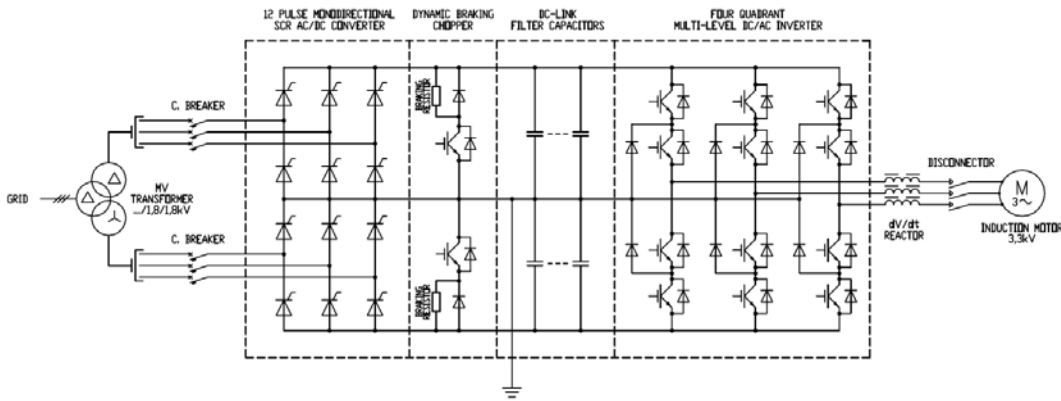 12 PULSE MONODIRECTIONAL
SCR AC/DC CONVERTER
DYNAMIC BRAKING
CHOPPER
DC-LINK
FILTER CAPACITORS
FOUR QUADRANT
MULTI-LEVEL DC/AC INVERTER
C. BREAKER
BRAKING
RESISTOR
GRID
MV
TRANSFORMER
.../1,8/1,8kV
C. BREAKER
BRAKING
RESISTOR
DISCONNECTOR
M
3~
dV/dt
REACTOR
INDUCTION MOTOR
3,3kV